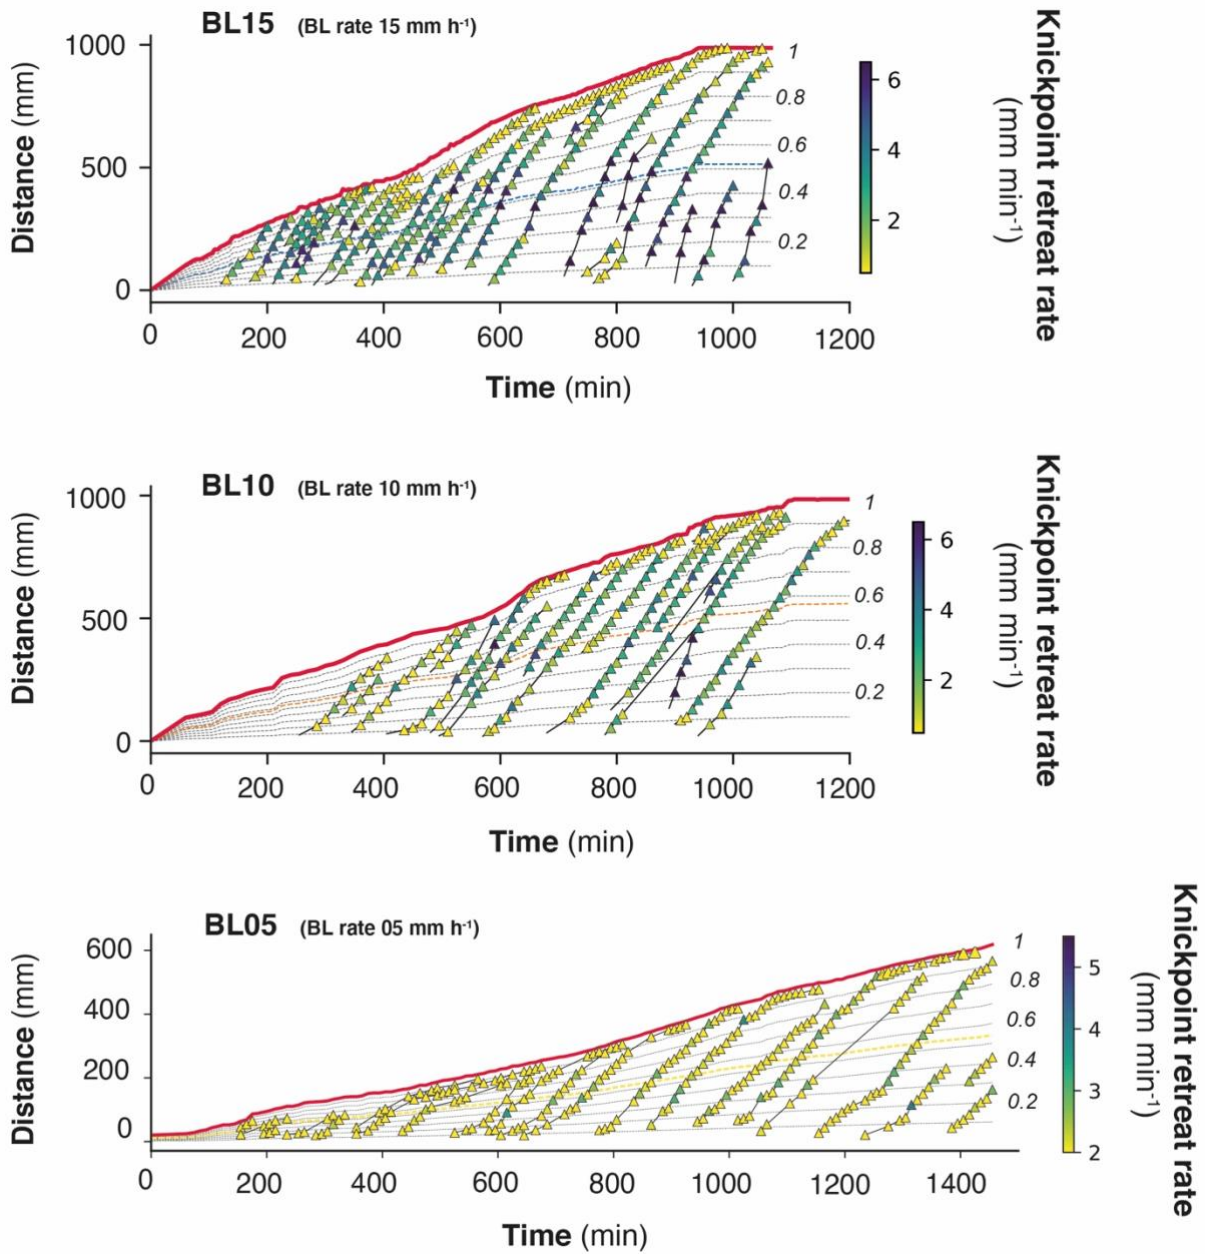 BL15 (BL rate 15 mm h⁻¹)
Distance (mm)
1000
500
0
0 200 400 600 800 1000 1200
Time (min)
1
0.8
0.6
0.4
0.2
6
4
2
Knickpoint retreat rate
(mm min⁻¹)
BL10 (BL rate 10 mm h⁻¹)
Distance (mm)
1000
500
0
0 200 400 600 800 1000 1200
Time (min)
1
0.8
0.6
0.4
0.2
6
4
2
Knickpoint retreat rate
(mm min⁻¹)
BL05 (BL rate 05 mm h⁻¹)
Distance (mm)
600
400
200
0
0 200 400 600 800 1000 1200 1400
Time (min)
1
0.8
0.6
0.4
0.2
5
4
3
2
Knickpoint retreat rate
(mm min⁻¹)